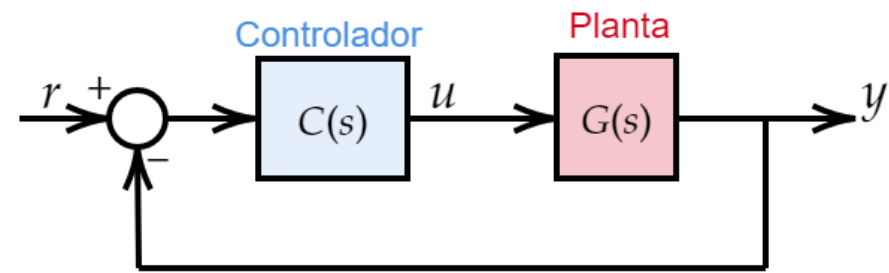 Controlador
Planta
r
+
−
C(s)
u
G(s)
y